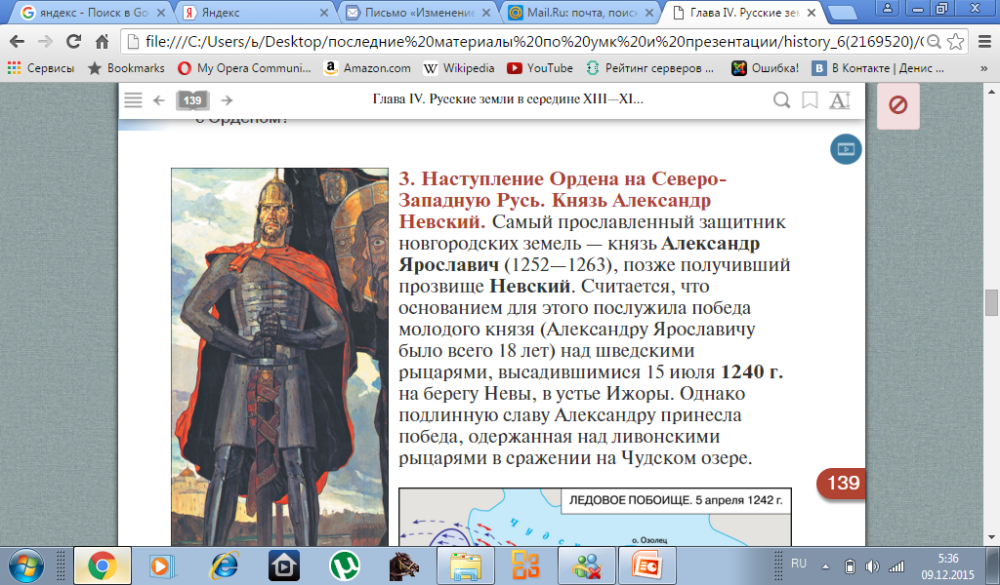 яндекс - Поиск в Go
Яндекс
Письмо «Изменение
Mail.Ru: почта, поиск
Глава IV. Русские зем
file:///C:/Users/ь/Desktop/последние%20материалы%20по%20умк%20и%20презентации/history_6(2169520)/
Сервисы
Bookmarks
My Opera Communi...
Amazon.com
Wikipedia
YouTube
Рейтинг серверов ...
Ошибка!
В Контакте | Денис ...
»
139
Глава IV. Русские земли в середине XIII—XI...
с Орденом?
3. Наступление Ордена на Северо-
Западную Русь. Князь Александр
Невский. Самый прославленный защитник
новгородских земель — князь Александр
Ярославич (1252—1263), позже получивший
прозвище Невский. Считается, что
основанием для этого послужила победа
молодого князя (Александру Ярославичу
было всего 18 лет) над шведскими
рыцарями, высадившимися 15 июля 1240 г.
на берегу Невы, в устье Ижоры. Однако
подлинную славу Александру принесла
победа, одержанная над ливонскими
рыцарями в сражении на Чудском озере.
139
ЛЕДОВОЕ ПОБОИЩЕ. 5 апреля 1242 г.
Чудск
о. Озолец
RU
5:36
09.12.2015